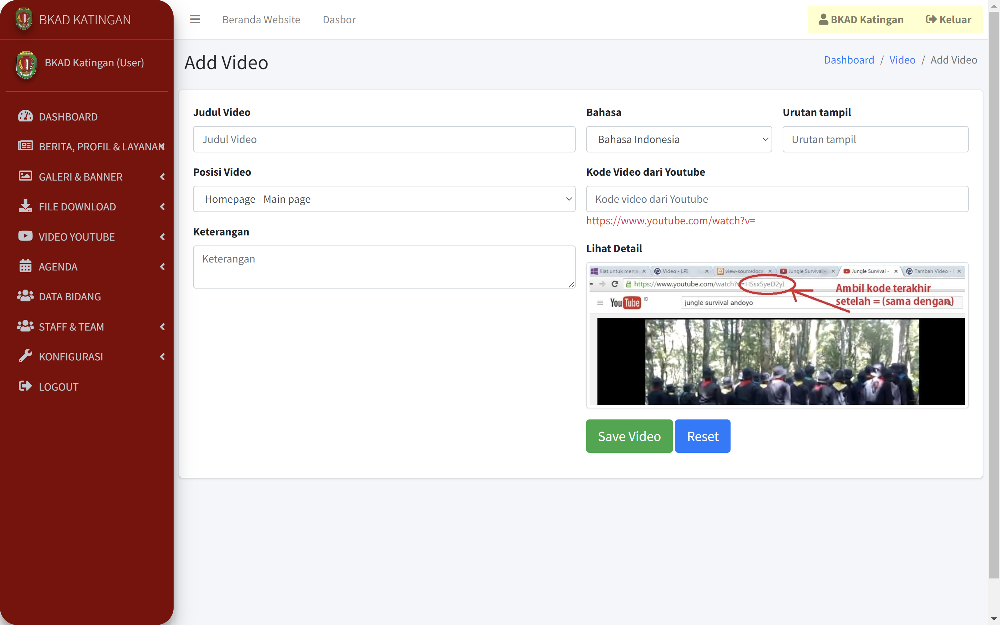 BKAD KATINGAN
Beranda Website
Dasbor
BKAD Katingan
Keluar
BKAD Katingan (User)
DASHBOARD
BERITA, PROFIL & LAYANAN
GALERI & BANNER
FILE DOWNLOAD
VIDEO YOUTUBE
AGENDA
DATA BIDANG
STAFF & TEAM
KONFIGURASI
LOGOUT
Add Video
Dashboard / Video / Add Video
Judul Video
Judul Video
Bahasa
Bahasa Indonesia
Urutan tampil
Urutan tampil
Posisi Video
Homepage - Main page
Kode Video dari Youtube
Kode video dari Youtube
https://www.youtube.com/watch?v=
Keterangan
Keterangan
Lihat Detail
Kiat untuk menja
Video - LPI
view-source:local
Jungle Survival -
Jungle Survival -
Tambah Video -
https://www.youtube.com/watch?v=HSsxSyeD2yI
Ambil kode terakhir
setelah = (sama dengan)
YouTube ID
jungle survival andoyo
Save Video
Reset